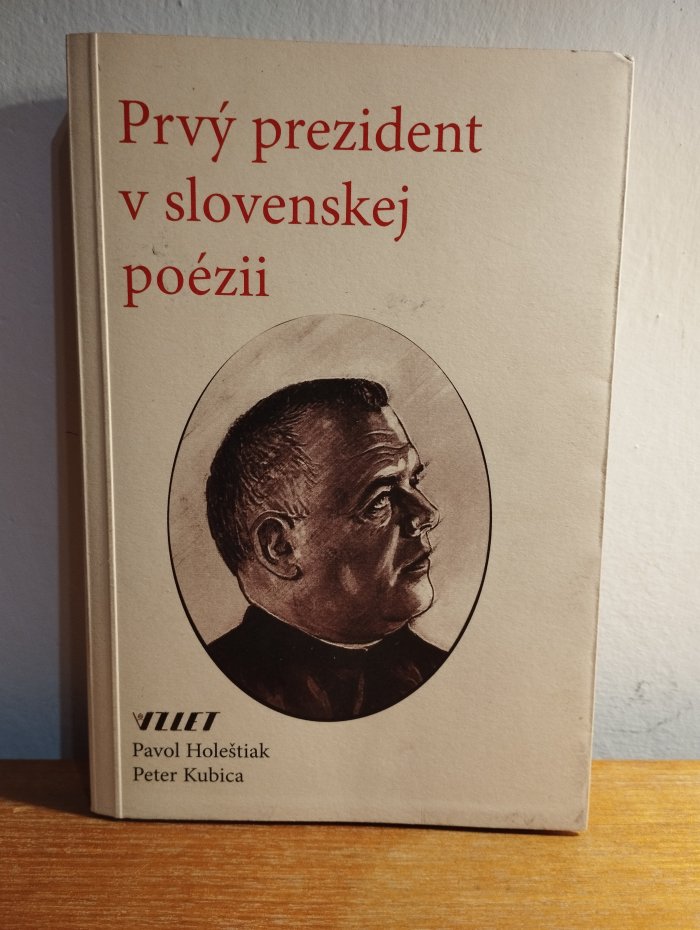 Prvý prezident
v slovenskej
poézii
VZLET
Pavol Holeštiak
Peter Kubica